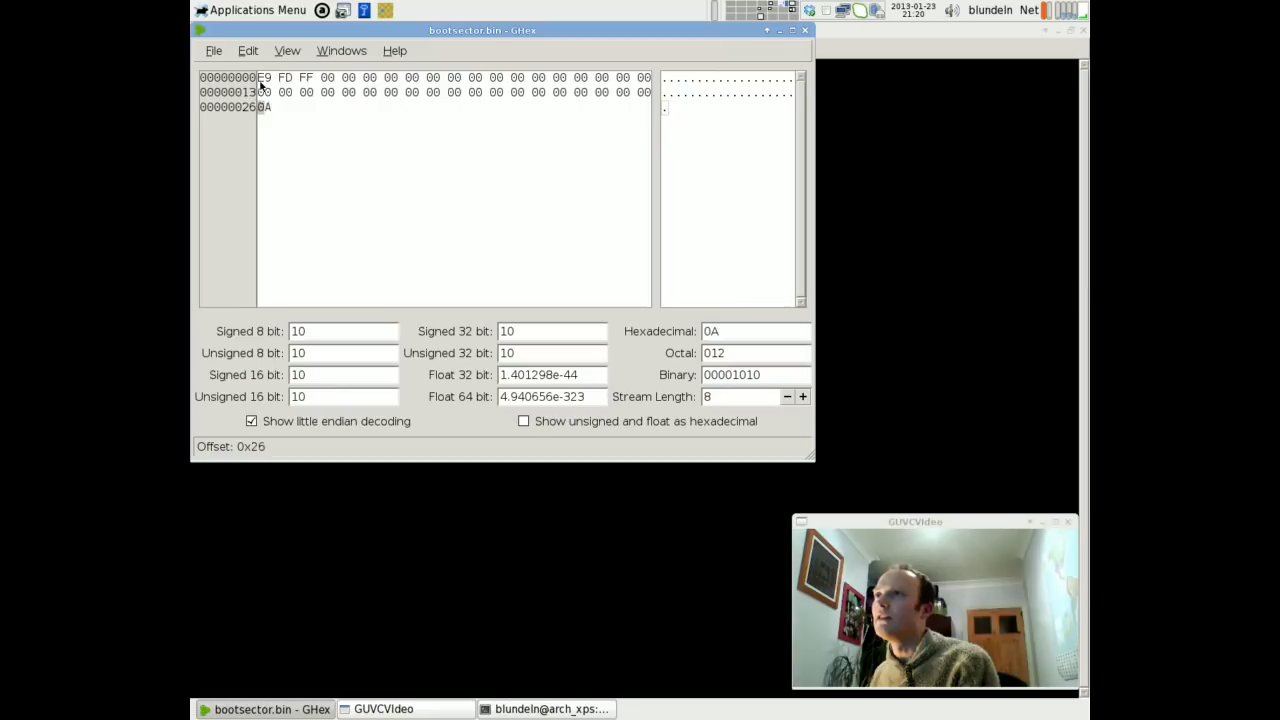 Applications Menu
2013-01-23
21:20
blundeln Net
bootsector.bin - GHex
File Edit View Windows Help
00000000 E9 FD FF 00 00 00 00 00 00 00 00 00 00 00 00 00 00 00 00 ...................
00000013 00 00 00 00 00 00 00 00 00 00 00 00 00 00 00 00 00 00 00 ...................
00000026 0A .
Signed 8 bit: 10 Signed 32 bit: 10 Hexadecimal: 0A
Unsigned 8 bit: 10 Unsigned 32 bit: 10 Octal: 012
Signed 16 bit: 10 Float 32 bit: 1.401298e-44 Binary: 00001010
Unsigned 16 bit: 10 Float 64 bit: 4.940656e-323 Stream Length: 8 − +
Show little endian decoding Show unsigned and float as hexadecimal
Offset: 0x26
GUVCVideo
bootsector.bin - GHex GUVCVideo blundeln@arch_xps:...